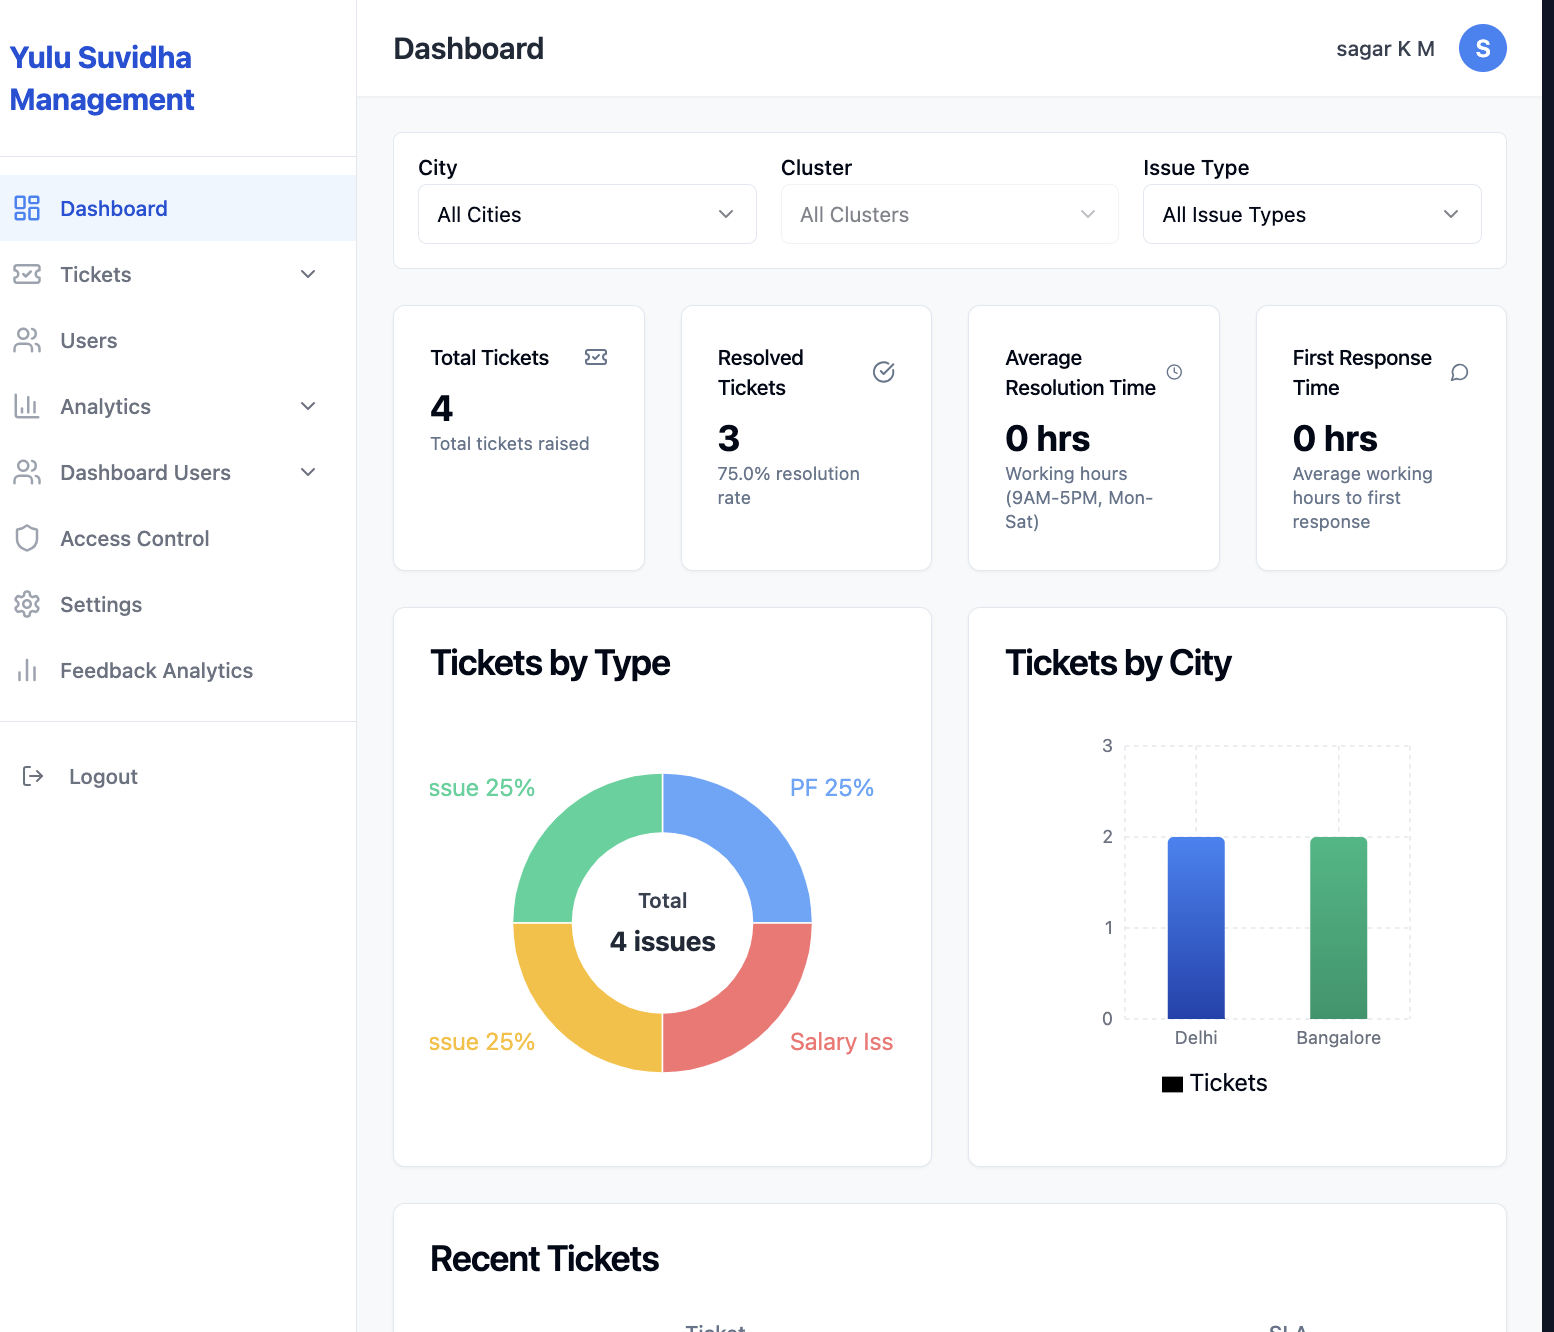 Yulu Suvidha
Management
Dashboard
Tickets
Users
Analytics
Dashboard Users
Access Control
Settings
Feedback Analytics
Logout
Dashboard
sagar K M
S
City
Cluster
Issue Type
All Cities
All Clusters
All Issue Types
Total Tickets
4
Total tickets raised
Resolved
Tickets
3
75.0% resolution
rate
Average
Resolution Time
0 hrs
Working hours
(9AM-5PM, Mon-
Sat)
First Response
Time
0 hrs
Average working
hours to first
response
Tickets by Type
ssue 25%
PF 25%
Total
4 issues
ssue 25%
Salary Iss
Tickets by City
3
2
1
0
Delhi
Bangalore
Tickets
Recent Tickets
Ticket
SLA